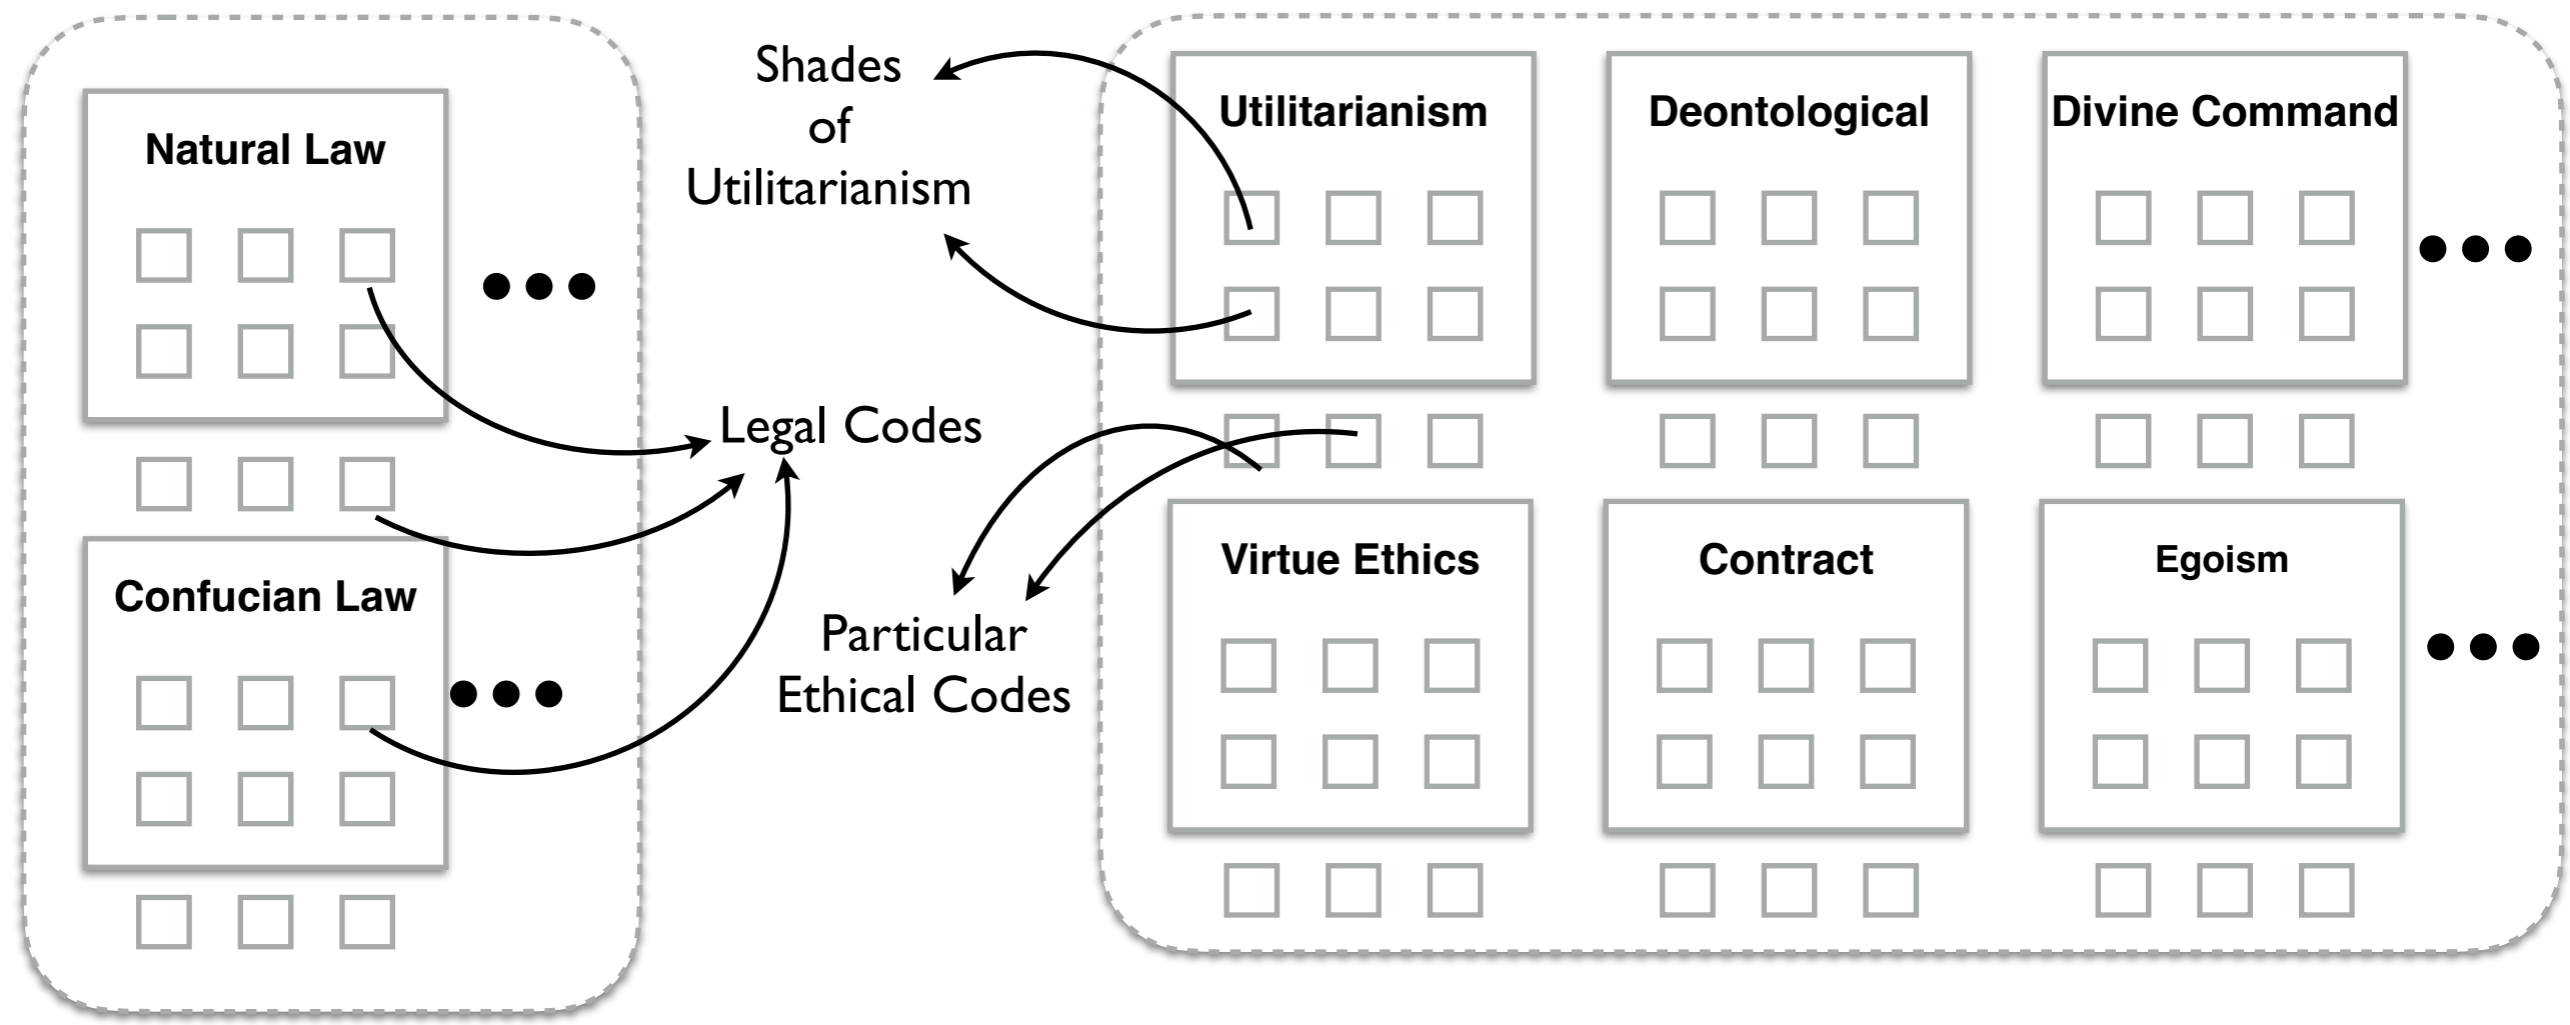 Natural Law
Confucian Law
Shades
of
Utilitarianism
Legal Codes
Particular
Ethical Codes
Utilitarianism
Deontological
Divine Command
Virtue Ethics
Contract
Egoism